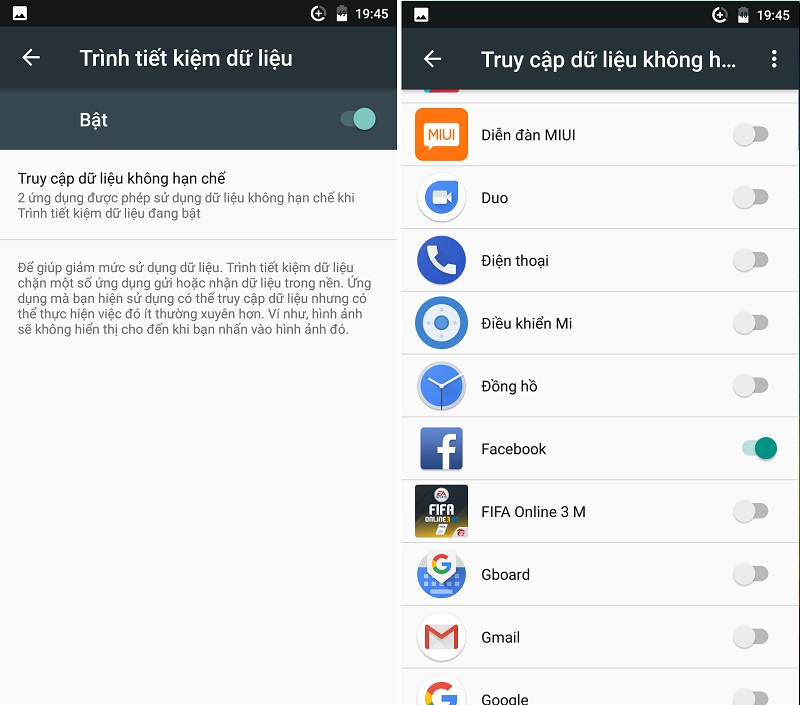 19:45
Trình tiết kiệm dữ liệu
Bật
Truy cập dữ liệu không hạn chế
2 ứng dụng được phép sử dụng dữ liệu không hạn chế khi
Trình tiết kiệm dữ liệu đang bật
Để giúp giảm mức sử dụng dữ liệu. Trình tiết kiệm dữ liệu
chặn một số ứng dụng gửi hoặc nhận dữ liệu trong nền. Ứng
dụng mà bạn hiện sử dụng có thể truy cập dữ liệu nhưng có
thể thực hiện việc đó ít thường xuyên hơn. Ví như, hình ảnh
sẽ không hiển thị cho đến khi bạn nhấn vào hình ảnh đó.
19:45
Truy cập dữ liệu không h...
MIUI
Diễn đàn MIUI
Duo
Điện thoại
Điều khiển Mi
Đồng hồ
Facebook
EA
FIFA
ONLINE 3 M
FIFA Online 3 M
Gboard
Gmail
Google